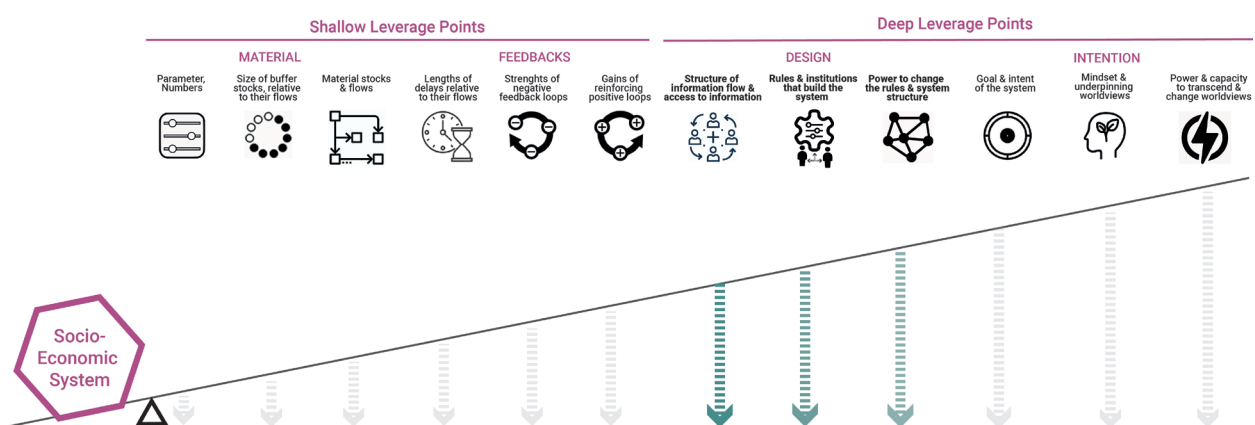 Shallow Leverage Points
Deep Leverage Points
MATERIAL
FEEDBACKS
DESIGN
INTENTION
Parameter,
Numbers
Size of buffer
stocks, relative
to their flows
Material stocks
& flows
Lengths of
delays relative
to their flows
Strenghts of
negative
feedback loops
Gains of
reinforcing
positive loops
Structure of
information flow &
access to information
Rules & institutions
that build the
system
Power to change
the rules & system
structure
Goal & intent
of the system
Mindset &
underpinning
worldviews
Power & capacity
to transcend &
change worldviews
Socio-
Economic
System